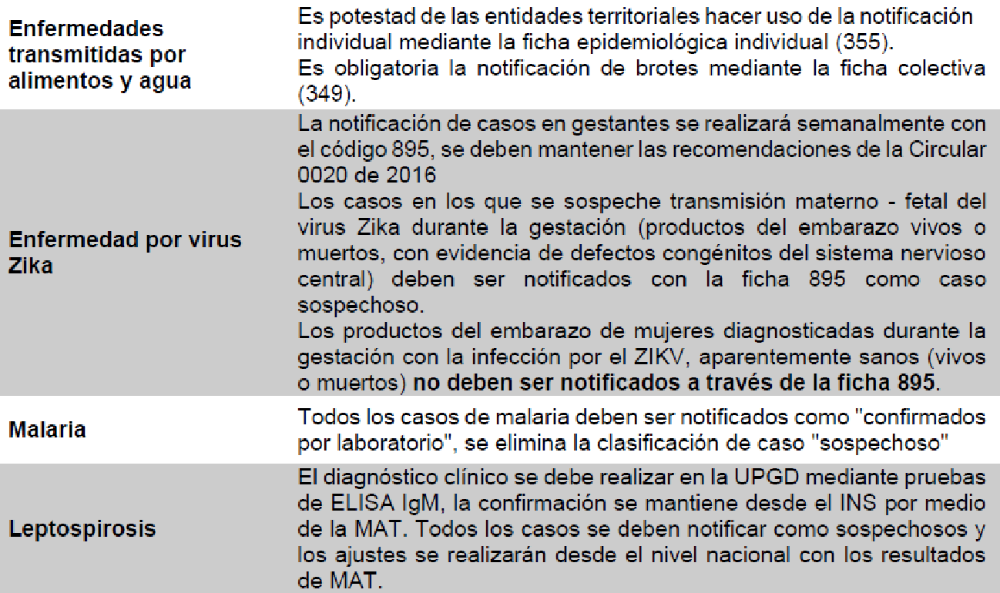 Enfermedades
transmitidas por
alimentos y agua
Es potestad de las entidades territoriales hacer uso de la notificación
individual mediante la ficha epidemiológica individual (355).
Es obligatoria la notificación de brotes mediante la ficha colectiva
(349).
Enfermedad por virus
Zika
La notificación de casos en gestantes se realizará semanalmente con
el código 895, se deben mantener las recomendaciones de la Circular
0020 de 2016
Los casos en los que se sospeche transmisión materno - fetal del
virus Zika durante la gestación (productos del embarazo vivos o
muertos, con evidencia de defectos congénitos del sistema nervioso
central) deben ser notificados con la ficha 895 como caso
sospechoso.
Los productos del embarazo de mujeres diagnosticadas durante la
gestación con la infección por el ZIKV, aparentemente sanos (vivos
o muertos) no deben ser notificados a través de la ficha 895.
Malaria
Todos los casos de malaria deben ser notificados como "confirmados
por laboratorio", se elimina la clasificación de caso "sospechoso"
Leptospirosis
El diagnóstico clínico se debe realizar en la UPGD mediante pruebas
de ELISA IgM, la confirmación se mantiene desde el INS por medio
de la MAT. Todos los casos se deben notificar como sospechosos y
los ajustes se realizarán desde el nivel nacional con los resultados
de MAT.